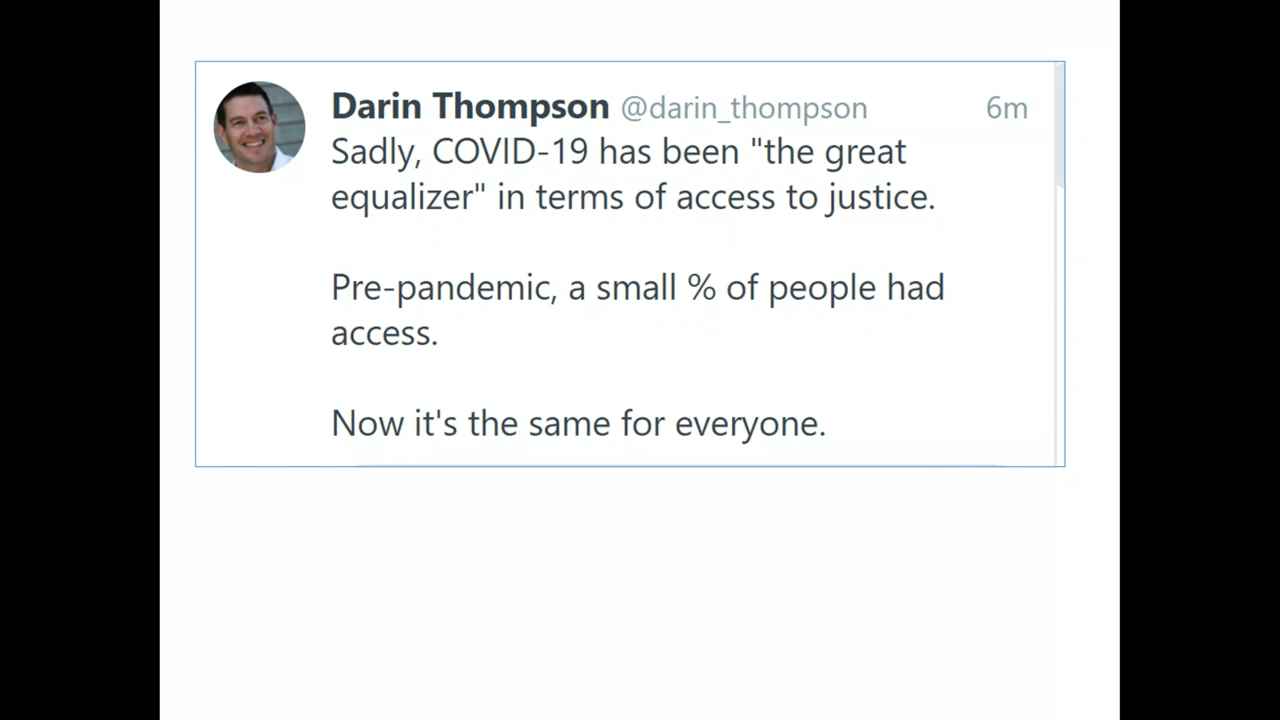 Darin Thompson @darin_thompson 6m
Sadly, COVID-19 has been "the great
equalizer" in terms of access to justice.
Pre-pandemic, a small % of people had
access.
Now it's the same for everyone.